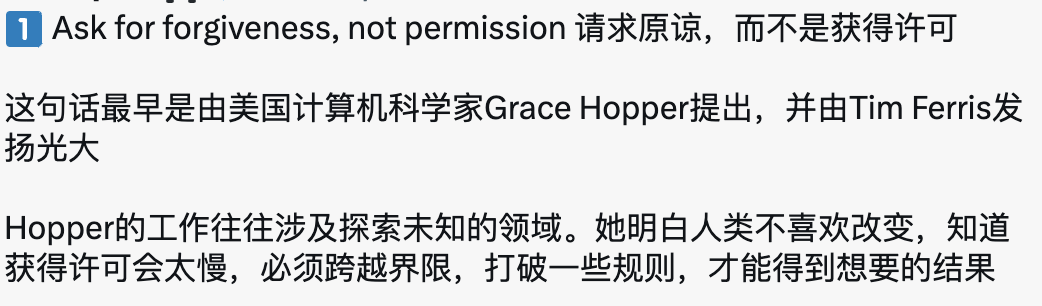 1 Ask for forgiveness, not permission 请求原谅，而不是获得许可
这句话最早是由美国计算机科学家Grace Hopper提出，并由Tim Ferris发
扬光大
Hopper的工作往往涉及探索未知的领域。她明白人类不喜欢改变，知道
获得许可会太慢，必须跨越界限，打破一些规则，才能得到想要的结果